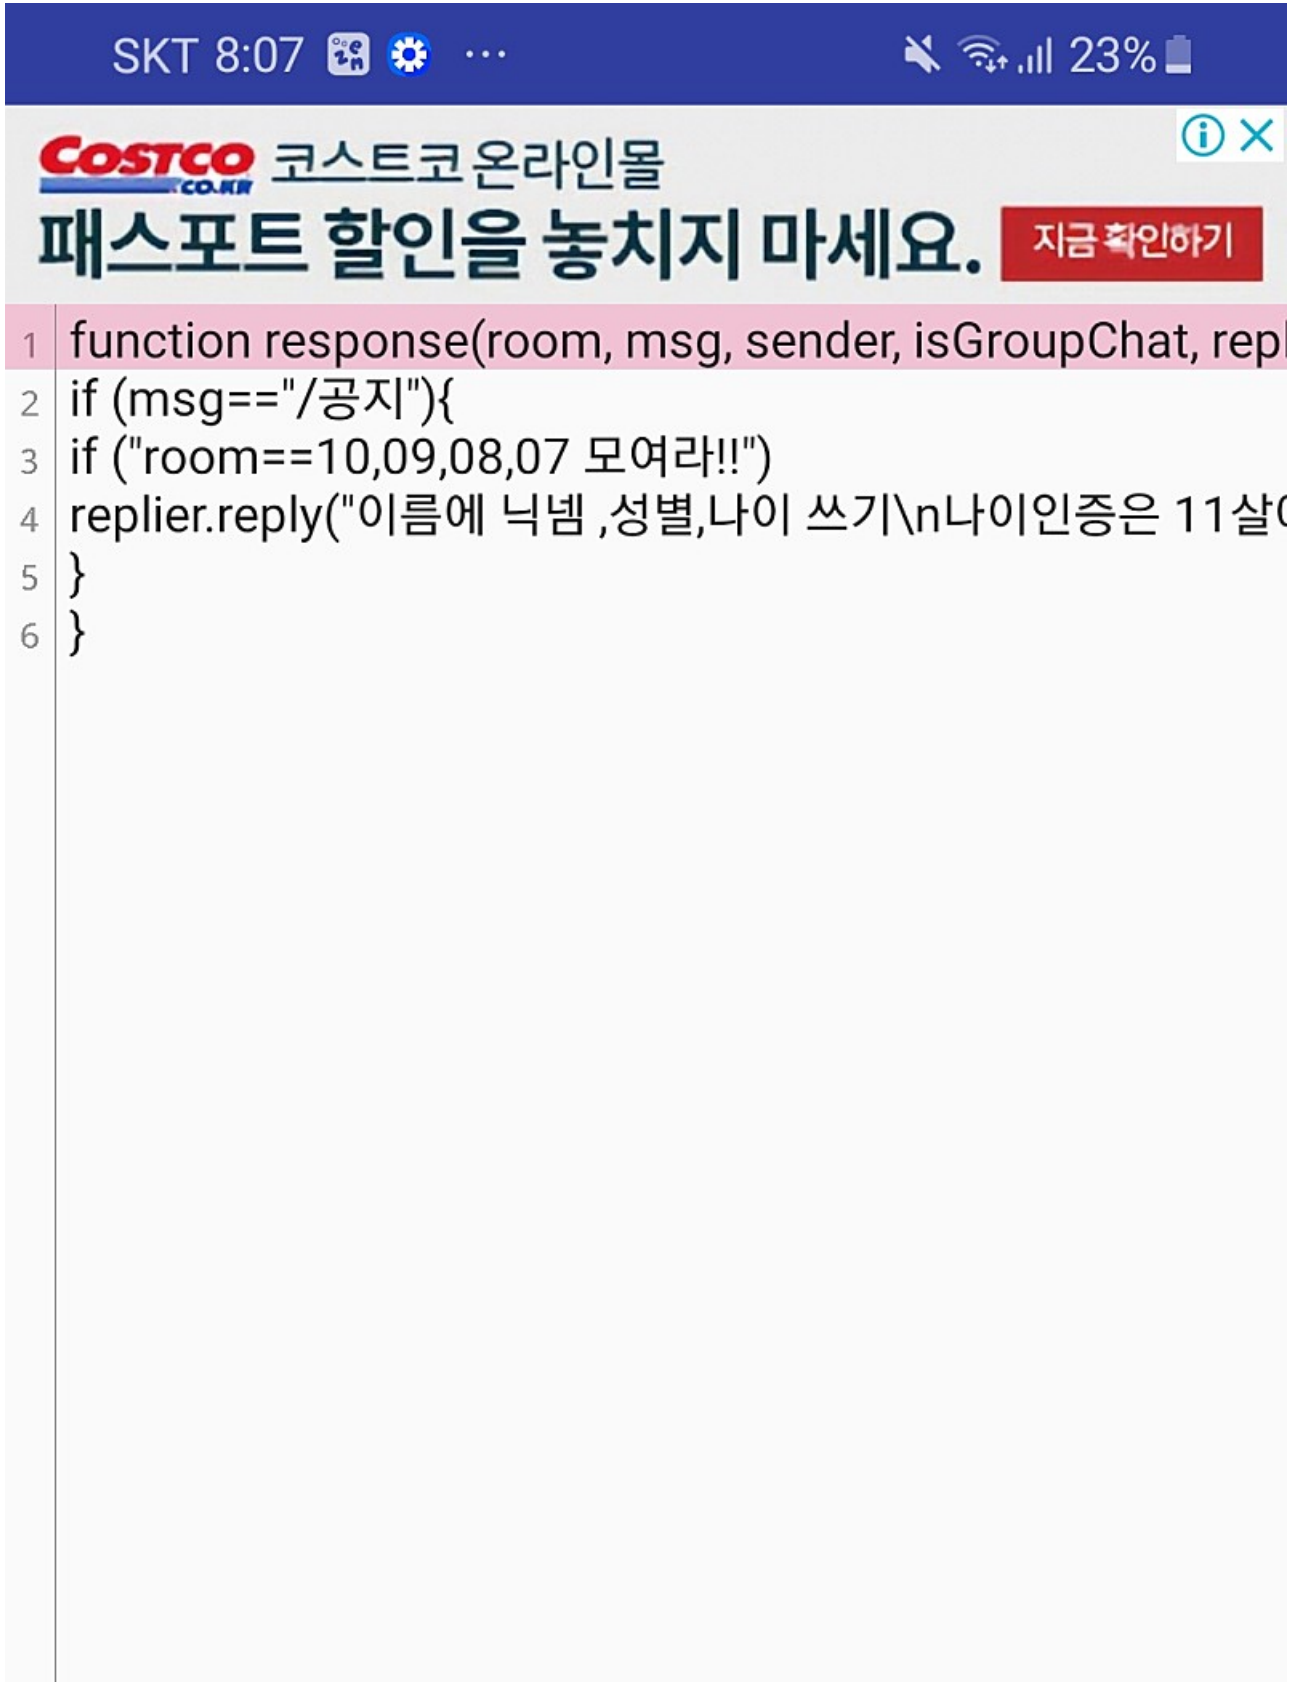 SKT 8:07 ... 23%
COSTCO CO.KR 코스트코 온라인몰
패스포트 할인을 놓치지 마세요. 지금 확인하기
1 function response(room, msg, sender, isGroupChat, repl
2 if (msg=="/공지"){
3 if ("room==10,09,08,07 모여라!!")
4 replier.reply("이름에 닉넴 ,성별,나이 쓰기\n나이인증은 11살
5 }
6 }